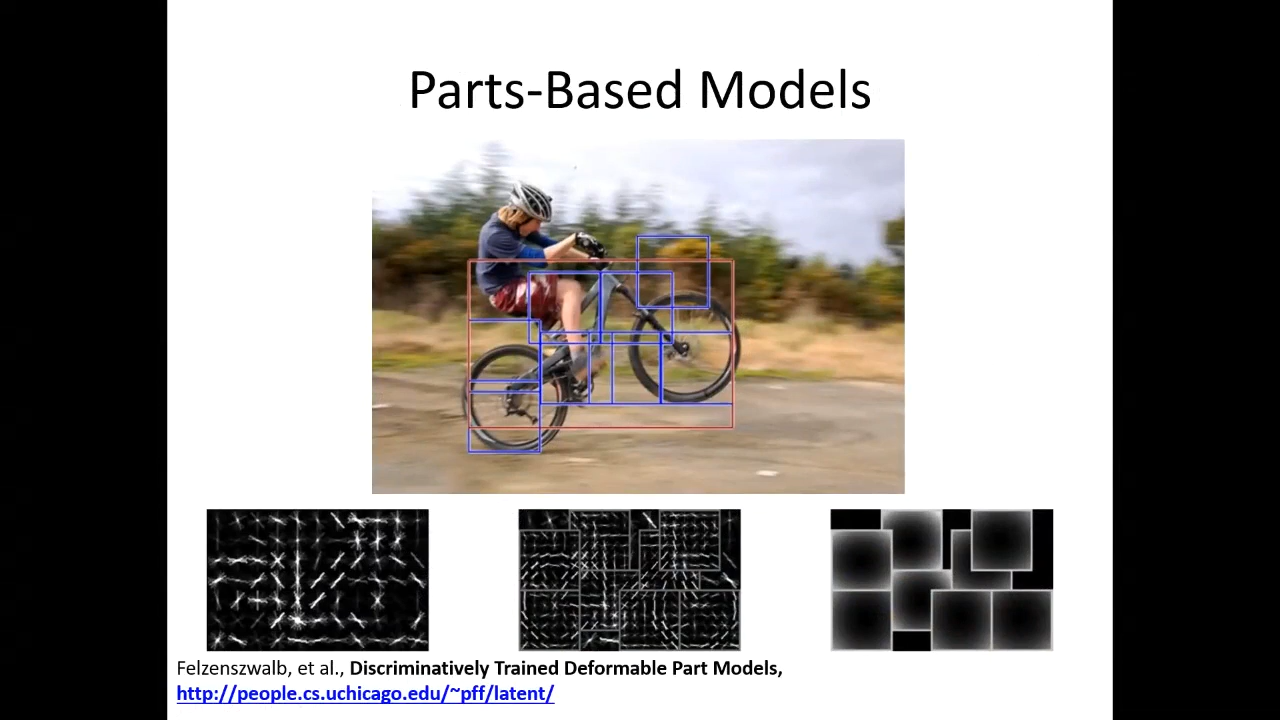 Parts-Based Models
Felzenszwalb, et al., Discriminatively Trained Deformable Part Models,
http://people.cs.uchicago.edu/~pff/latent/